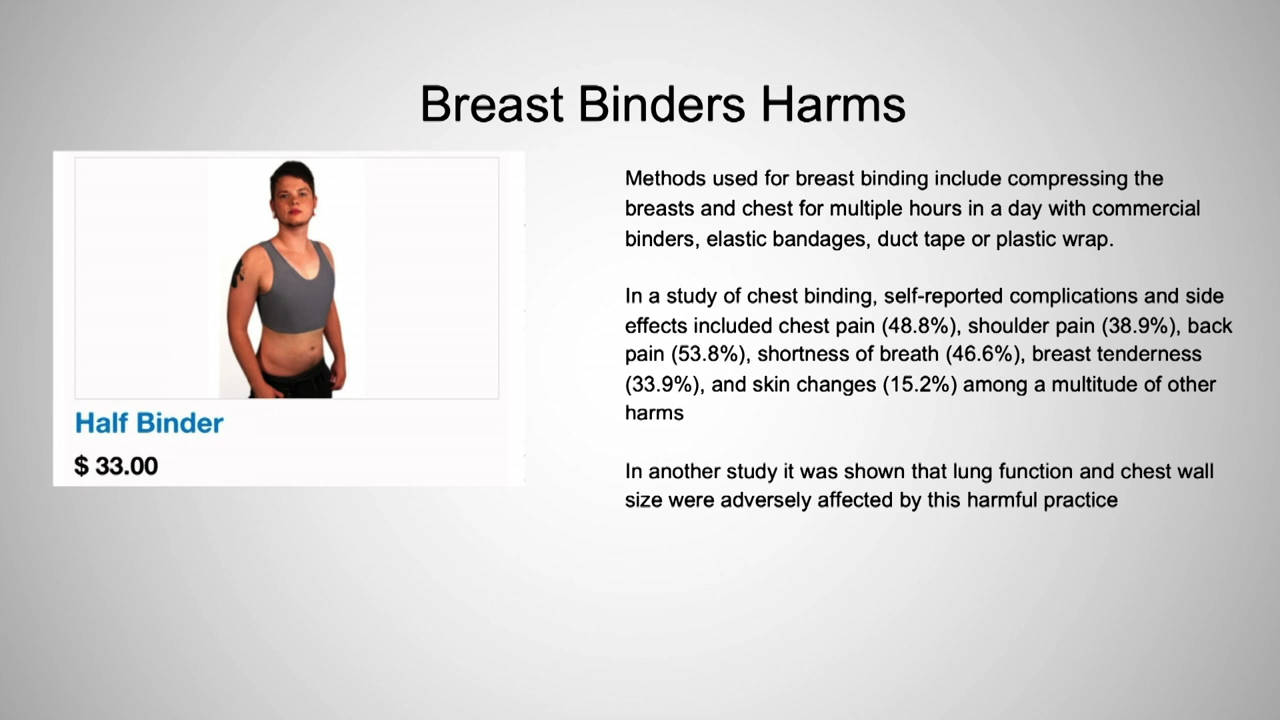 Breast Binders Harms
Half Binder
$ 33.00
Methods used for breast binding include compressing the
breasts and chest for multiple hours in a day with commercial
binders, elastic bandages, duct tape or plastic wrap.
In a study of chest binding, self-reported complications and side
effects included chest pain (48.8%), shoulder pain (38.9%), back
pain (53.8%), shortness of breath (46.6%), breast tenderness
(33.9%), and skin changes (15.2%) among a multitude of other
harms
In another study it was shown that lung function and chest wall
size were adversely affected by this harmful practice